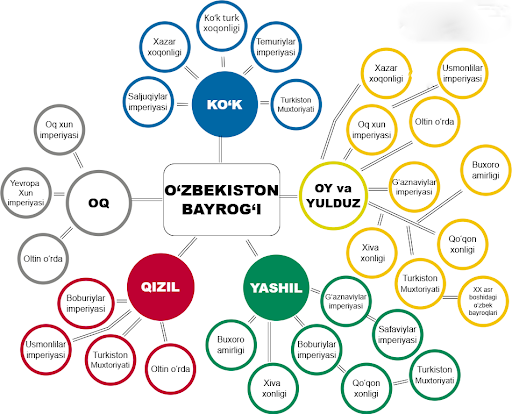 Ko'k turk
xoqonligi
Xazar
xoqonligi
Temuriylar
imperiyasi
Saljuqiylar
imperiyasi
KO'K
Turkiston
Muxtoriyati
Xazar
xoqonligi
Usmonlilar
imperiyasi
Oq xun
imperiyasi
Oltin o'rda
Buxoro
amirligi
G'aznaviylar
imperiyasi
OY va
YULDUZ
Xiva
xonligi
Qo'qon
xonligi
Turkiston
Muxtoriyati
XX asr
boshidagi
o'zbek
bayroqlari
Oq xun
imperiyasi
Yevropa
Xun
imperiyasi
OQ
Oltin o'rda
O'ZBEKISTON
BAYROG'I
QIZIL
Boburiylar
imperiyasi
Usmonlilar
imperiyasi
Turkiston
Muxtoriyati
Oltin o'rda
YASHIL
G'aznaviylar
imperiyasi
Safaviylar
imperiyasi
Buxoro
amirligi
Boburiylar
imperiyasi
Xiva
xonligi
Qo'qon
xonligi
Turkiston
Muxtoriyati